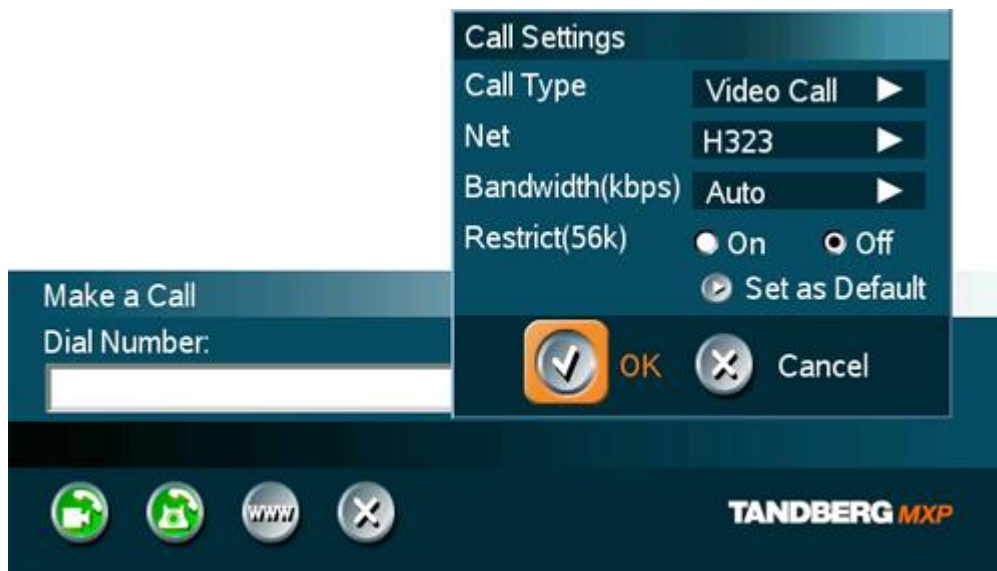 Call Settings
Call Type Video Call
Net H323
Bandwidth(kbps) Auto
Restrict(56k) On Off
Set as Default
OK Cancel
Make a Call
Dial Number:
www
TANDBERG MXP